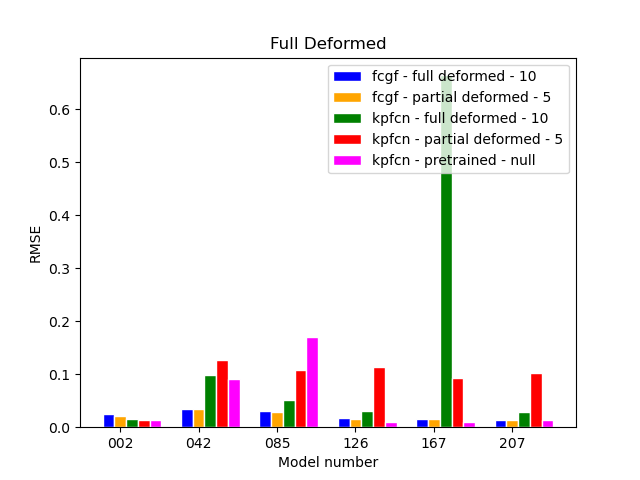 Full Deformed
fcgf - full deformed - 10
fcgf - partial deformed - 5
kpfcn - full deformed - 10
kpfcn - partial deformed - 5
kpfcn - pretrained - null
RMSE
0.6
0.5
0.4
0.3
0.2
0.1
0.0
002 042 085 126 167 207
Model number